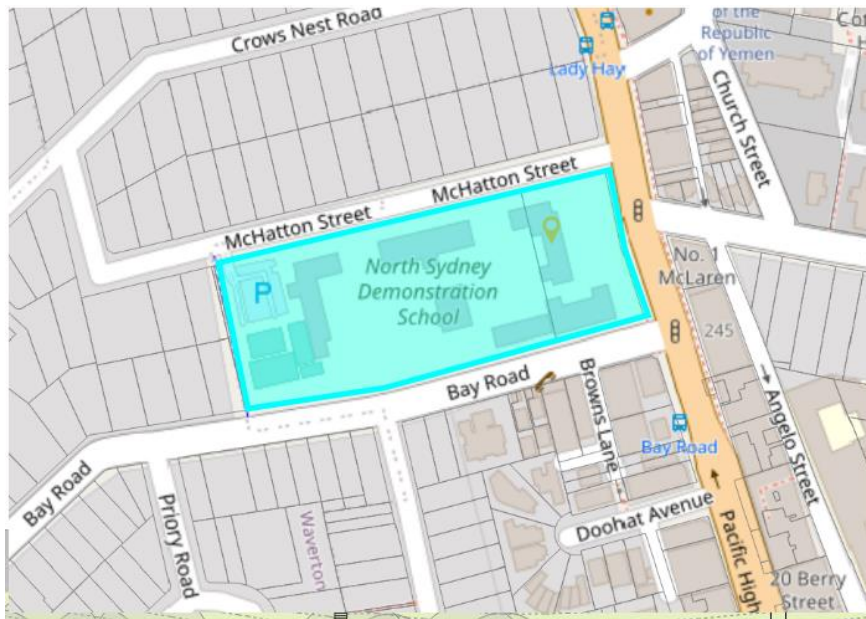 of the
Republic
of Yemen
Crows Nest Road
Lady Hay
Church Street
McHatton Street
McHatton Street
P
North Sydney
Demonstration
School
No. 1
McLaren
245
Bay Road
Browns Lane
Bay Road
Angelo Street
Bay Road
Priory Road
Waverton
Doohat Avenue
Pacific High
20 Berry
Street